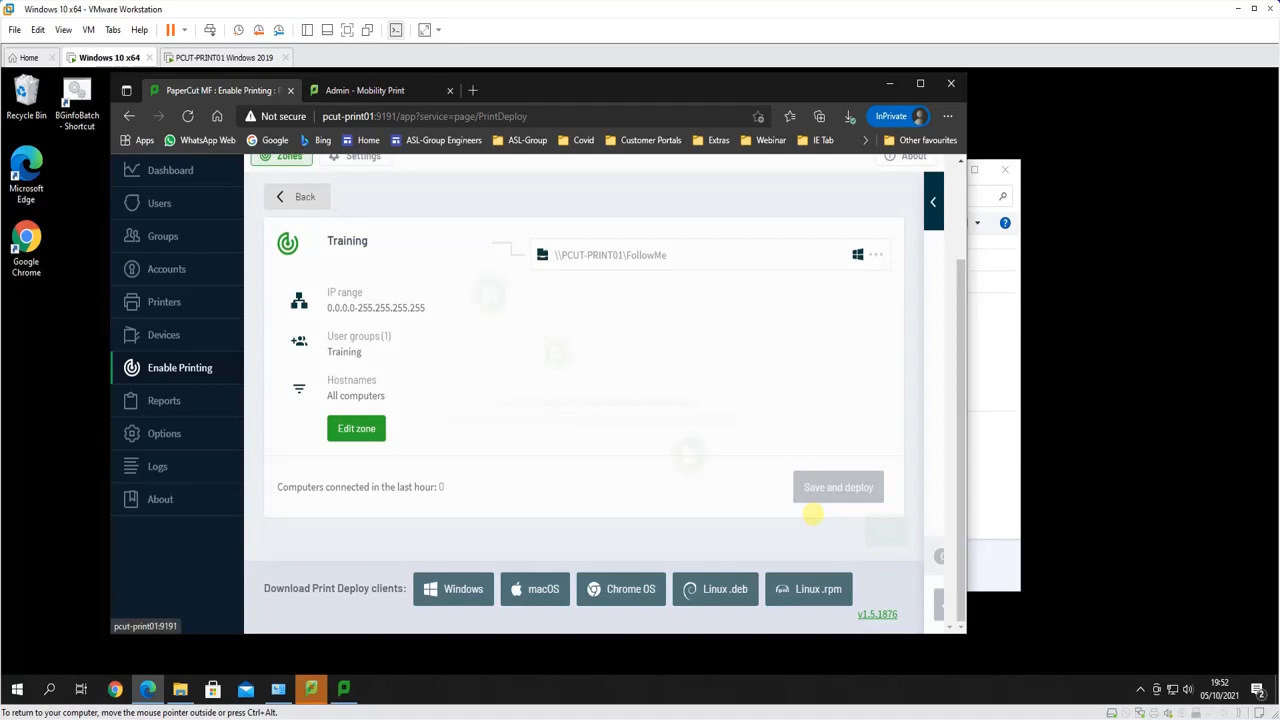 Windows 10 x64 - VMware Workstation
File Edit View VM Tabs Help
Home Windows 10 x64 PCUT-PRINT01 Windows 2019
Recycle Bin
BGinfoBatch - Shortcut
Microsoft Edge
Google Chrome
PaperCut MF : Enable Printing : Admin - Mobility Print
Not secure pcut-print01:9191/app?service=page/PrintDeploy InPrivate
Apps WhatsApp Web Google Bing Home ASL-Group Engineers ASL-Group Covid Customer Portals Extras Webinar IE Tab Other favourites
Dashboard
Users
Groups
Accounts
Printers
Devices
Enable Printing
Reports
Options
Logs
About
Zones Settings About
Back
Training
\\PCUT-PRINT01\FollowMe
IP range
0.0.0.0-255.255.255.255
User groups (1)
Training
Hostnames
All computers
Edit zone
Computers connected in the last hour: 0
Save and deploy
Download Print Deploy clients: Windows macOS Chrome OS Linux .deb Linux .rpm
v1.5.1876
pcut-print01:9191
19:52
05/10/2021
2
To return to your computer, move the mouse pointer outside or press Ctrl+Alt.